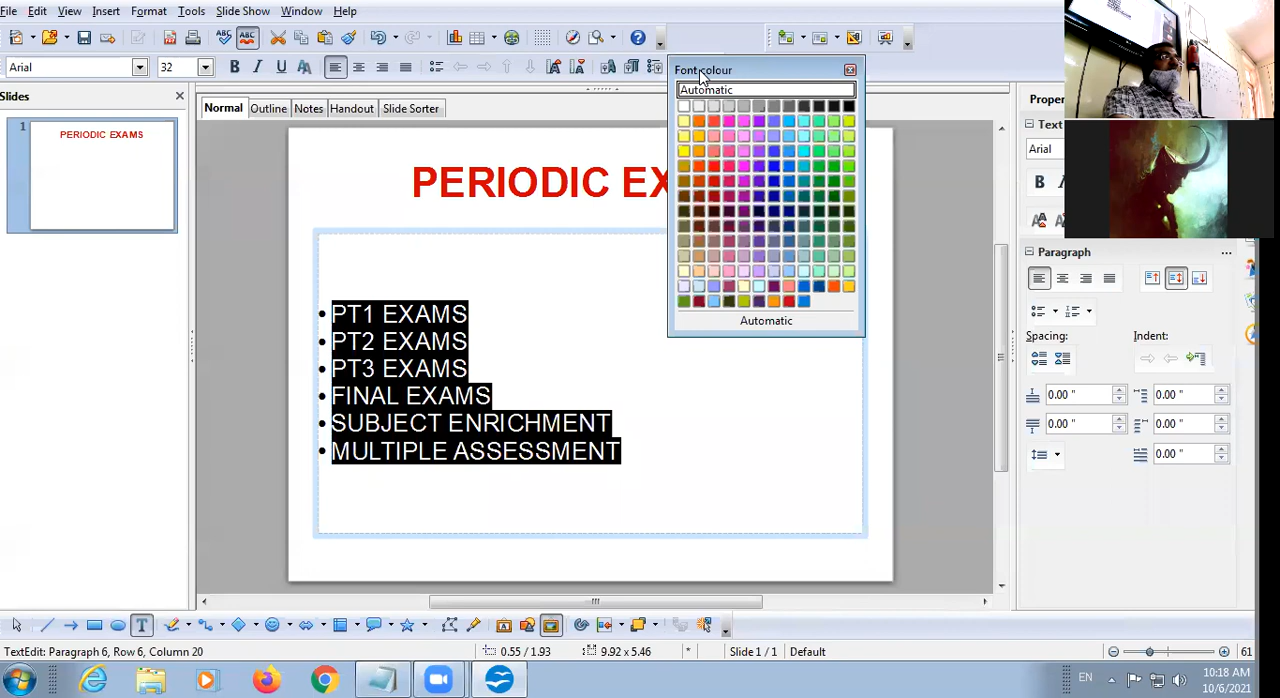 File Edit View Insert Format Tools Slide Show Window Help
Arial 32
Slides
Normal Outline Notes Handout Slider Sorter
1 PERIODIC EXAMS
PERIODIC EX
PT1 EXAMS
PT2 EXAMS
PT3 EXAMS
FINAL EXAMS
SUBJECT ENRICHMENT
MULTIPLE ASSESSMENT
Font colour
Automatic
Automatic
Proper
Text
Arial
B I
Paragraph
Spacing: Indent:
0.00 " 0.00 "
0.00 " 0.00 "
0.00 "
TextEdit: Paragraph 6, Row 6, Column 20 0.55 / 1.93 9.92 x 5.46 * Slide 1 / 1 Default 61
EN 10:18 AM
10/6/2021